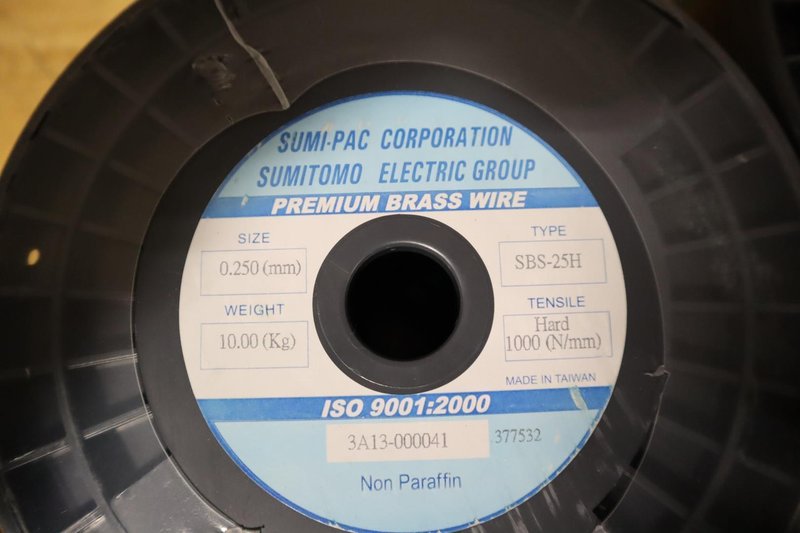 SUMI-PAC CORPORATION
SUMITOMO ELECTRIC GROUP
PREMIUM BRASS WIRE
SIZE
0.250 (mm)
WEIGHT
10.00 (Kg)
TYPE
SBS-25H
TENSILE
Hard
1000 (N/mm)
MADE IN TAIWAN
ISO 9001:2000
3A13-000041 377532
Non Paraffin